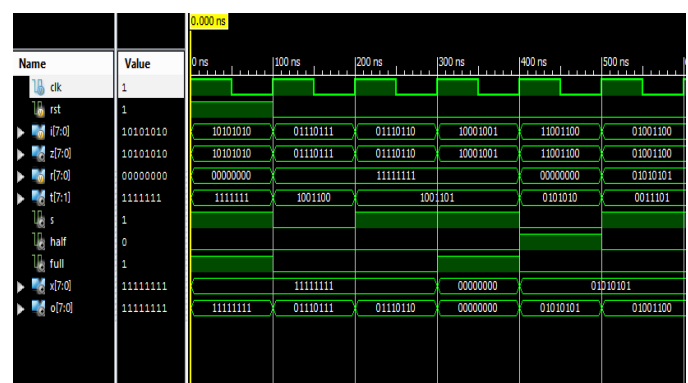 0.000 ns
Name Value 0 ns 100 ns 200 ns 300 ns 400 ns 500 ns
clk 1
rst 1
i[7:0] 10101010 10101010 01110111 01110110 10001001 11001100 01001100
z[7:0] 10101010 10101010 01110111 01110110 10001001 11001100 01001100
r[7:0] 00000000 00000000 11111111 00000000 01010101
t[7:1] 1111111 1111111 1001100 1001101 0101010 0011101
s 1
half 0
full 1
x[7:0] 11111111 11111111 00000000 01010101
o[7:0] 11111111 11111111 01110111 01110110 00000000 01010101 01001100